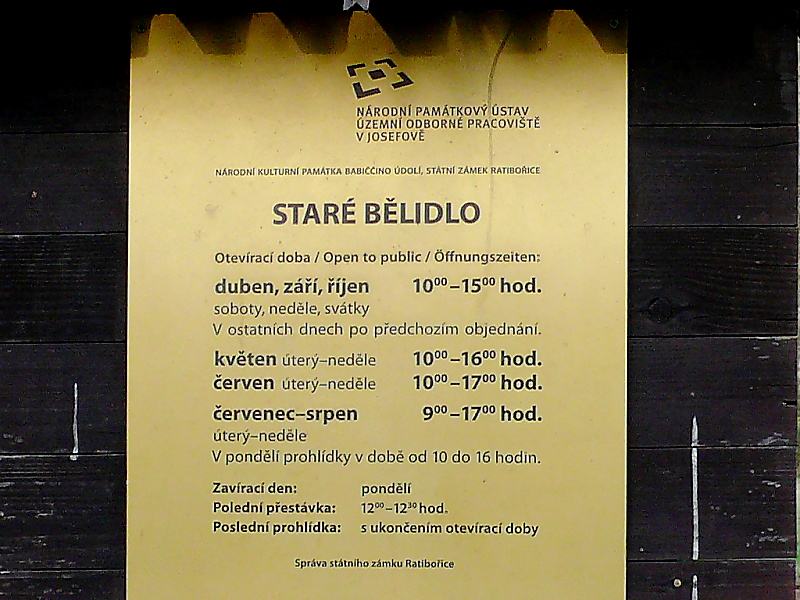 NÁRODNÍ PAMÁTKOVÝ ÚSTAV
ÚZEMNÍ ODBORNÉ PRACOVIŠTĚ
V JOSEFOVĚ
NÁRODNÍ KULTURNÍ PAMÁTKA BABIČČINO ÚDOLÍ, STÁTNÍ ZÁMEK RATIBOŘICE
STARÉ BĚLIDLO
Otevírací doba / Open to public / Öffnungszeiten:
duben, září, říjen 10⁰⁰–15⁰⁰ hod.
soboty, neděle, svátky
V ostatních dnech po předchozím objednání.
květen úterý–neděle 10⁰⁰–16⁰⁰ hod.
červen úterý–neděle 10⁰⁰–17⁰⁰ hod.
červenec–srpen 9⁰⁰–17⁰⁰ hod.
úterý–neděle
V pondělí prohlídky v době od 10 do 16 hodin.
Zavírací den: pondělí
Polední přestávka: 12⁰⁰–12³⁰ hod.
Poslední prohlídka: s ukončením otevírací doby
Správa státního zámku Ratibořice